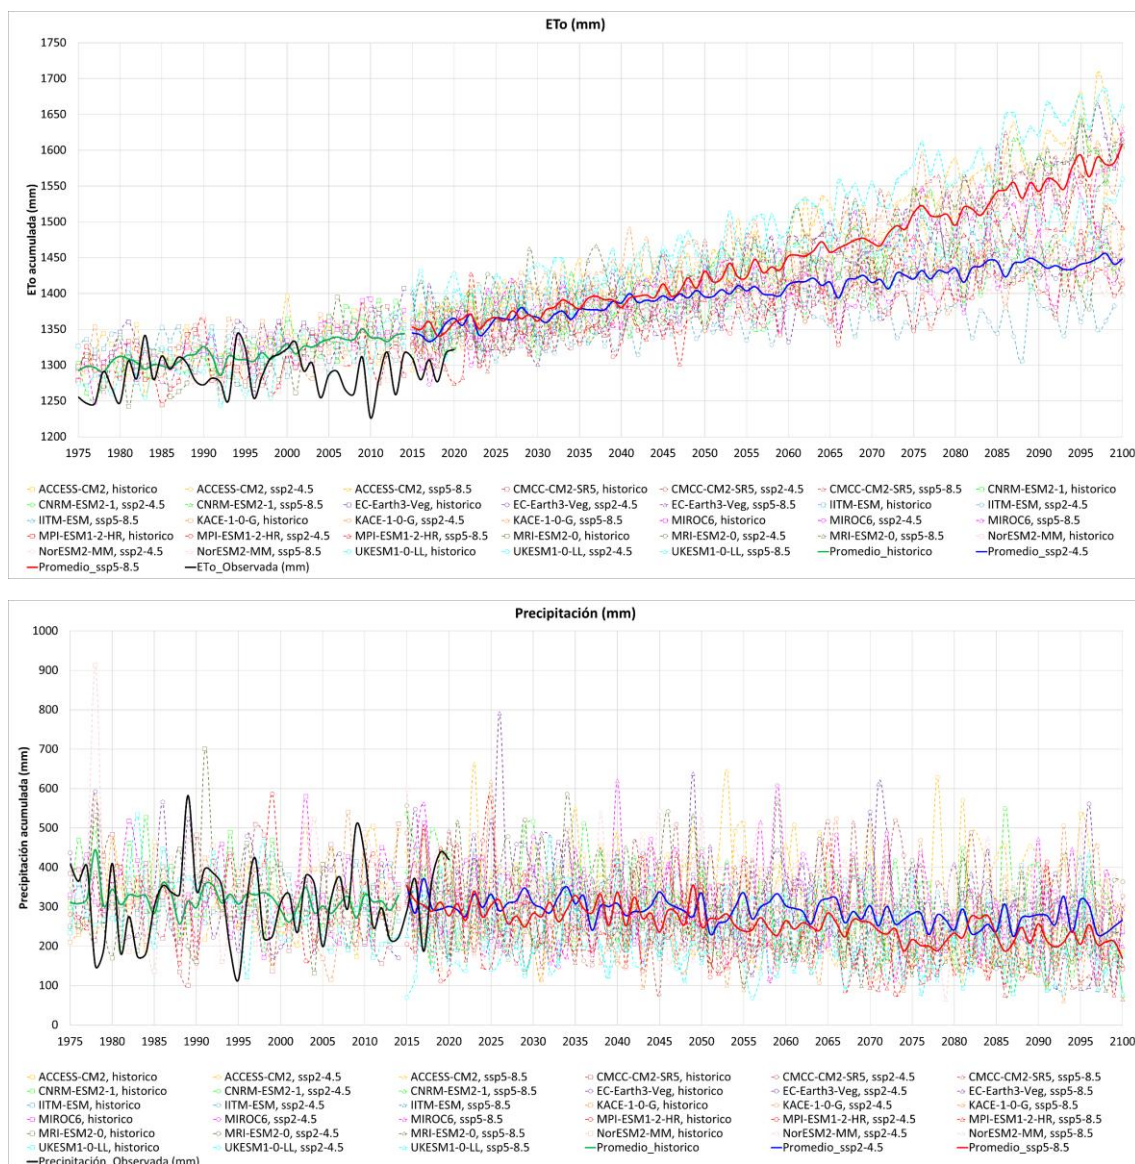 ETo (mm)
1750
1700
1650
1600
1550
1500
1450
1400
1350
1300
1250
1200
ETo acumulada (mm)
1975 1980 1985 1990 1995 2000 2005 2010 2015 2020 2025 2030 2035 2040 2045 2050 2055 2060 2065 2070 2075 2080 2085 2090 2095 2100
ACCESS-CM2, historico ACCESS-CM2, ssp2-4.5 ACCESS-CM2, ssp5-8.5 CMCC-CM2-SR5, historico CMCC-CM2-SR5, ssp2-4.5 CMCC-CM2-SR5, ssp5-8.5 CNRM-ESM2-1, historico
CNRM-ESM2-1, ssp2-4.5 CNRM-ESM2-1, ssp5-8.5 EC-Earth3-Veg, historico EC-Earth3-Veg, ssp2-4.5 EC-Earth3-Veg, ssp5-8.5 IITM-ESM, historico IITM-ESM, ssp2-4.5
IITM-ESM, ssp5-8.5 KACE-1-0-G, historico KACE-1-0-G, ssp2-4.5 KACE-1-0-G, ssp5-8.5 MIROC6, historico MIROC6, ssp2-4.5 MIROC6, ssp5-8.5
MPI-ESM1-2-HR, historico MPI-ESM1-2-HR, ssp2-4.5 MPI-ESM1-2-HR, ssp5-8.5 MRI-ESM2-0, historico MRI-ESM2-0, ssp2-4.5 MRI-ESM2-0, ssp5-8.5 NorESM2-MM, historico
NorESM2-MM, ssp2-4.5 NorESM2-MM, ssp5-8.5 UKESM1-0-LL, historico UKESM1-0-LL, ssp2-4.5 UKESM1-0-LL, ssp5-8.5 Promedio_historico Promedio_ssp2-4.5
Promedio_ssp5-8.5 ETo_Observada (mm)
Precipitación (mm)
1000
900
800
700
600
500
400
300
200
100
0
Precipitación acumulada (mm)
1975 1980 1985 1990 1995 2000 2005 2010 2015 2020 2025 2030 2035 2040 2045 2050 2055 2060 2065 2070 2075 2080 2085 2090 2095 2100
ACCESS-CM2, historico ACCESS-CM2, ssp2-4.5 ACCESS-CM2, ssp5-8.5 CMCC-CM2-SR5, historico CMCC-CM2-SR5, ssp2-4.5 CMCC-CM2-SR5, ssp5-8.5
CNRM-ESM2-1, historico CNRM-ESM2-1, ssp2-4.5 CNRM-ESM2-1, ssp5-8.5 EC-Earth3-Veg, historico EC-Earth3-Veg, ssp2-4.5 EC-Earth3-Veg, ssp5-8.5
IITM-ESM, historico IITM-ESM, ssp2-4.5 IITM-ESM, ssp5-8.5 KACE-1-0-G, historico KACE-1-0-G, ssp2-4.5 KACE-1-0-G, ssp5-8.5
MIROC6, historico MIROC6, ssp2-4.5 MIROC6, ssp5-8.5 MPI-ESM1-2-HR, historico MPI-ESM1-2-HR, ssp2-4.5 MPI-ESM1-2-HR, ssp5-8.5
MRI-ESM2-0, historico MRI-ESM2-0, ssp2-4.5 MRI-ESM2-0, ssp5-8.5 NorESM2-MM, historico NorESM2-MM, ssp2-4.5 NorESM2-MM, ssp5-8.5
UKESM1-0-LL, historico UKESM1-0-LL, ssp2-4.5 UKESM1-0-LL, ssp5-8.5 Promedio_historico Promedio_ssp2-4.5 Promedio_ssp5-8.5
Precipitación_Observada (mm)